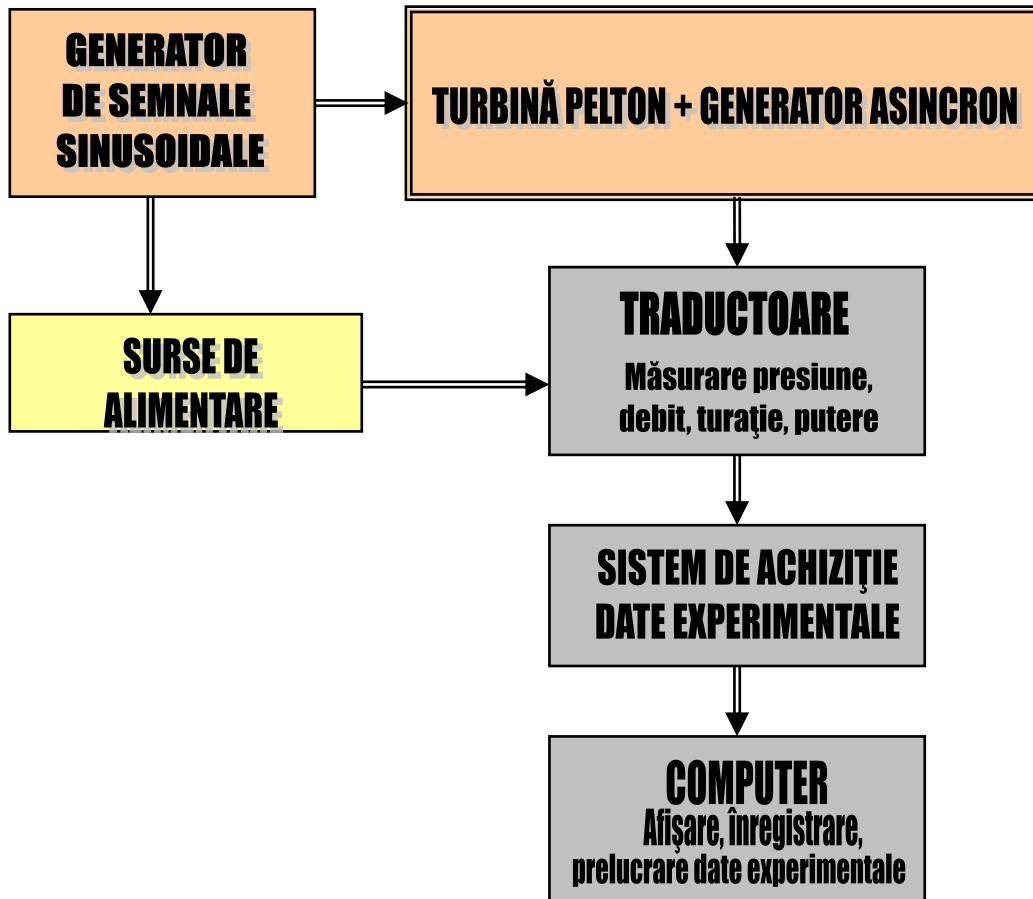 GENERATOR
DE SEMNALE
SINUSOIDALE
TURBINĂ PELTON + GENERATOR ASINCRON
SURSE DE
ALIMENTARE
TRADUCTOARE
Măsurare presiune,
debit, turaţie, putere
SISTEM DE ACHIZIŢIE
DATE EXPERIMENTALE
COMPUTER
Afişare, înregistrare,
prelucrare date experimentale